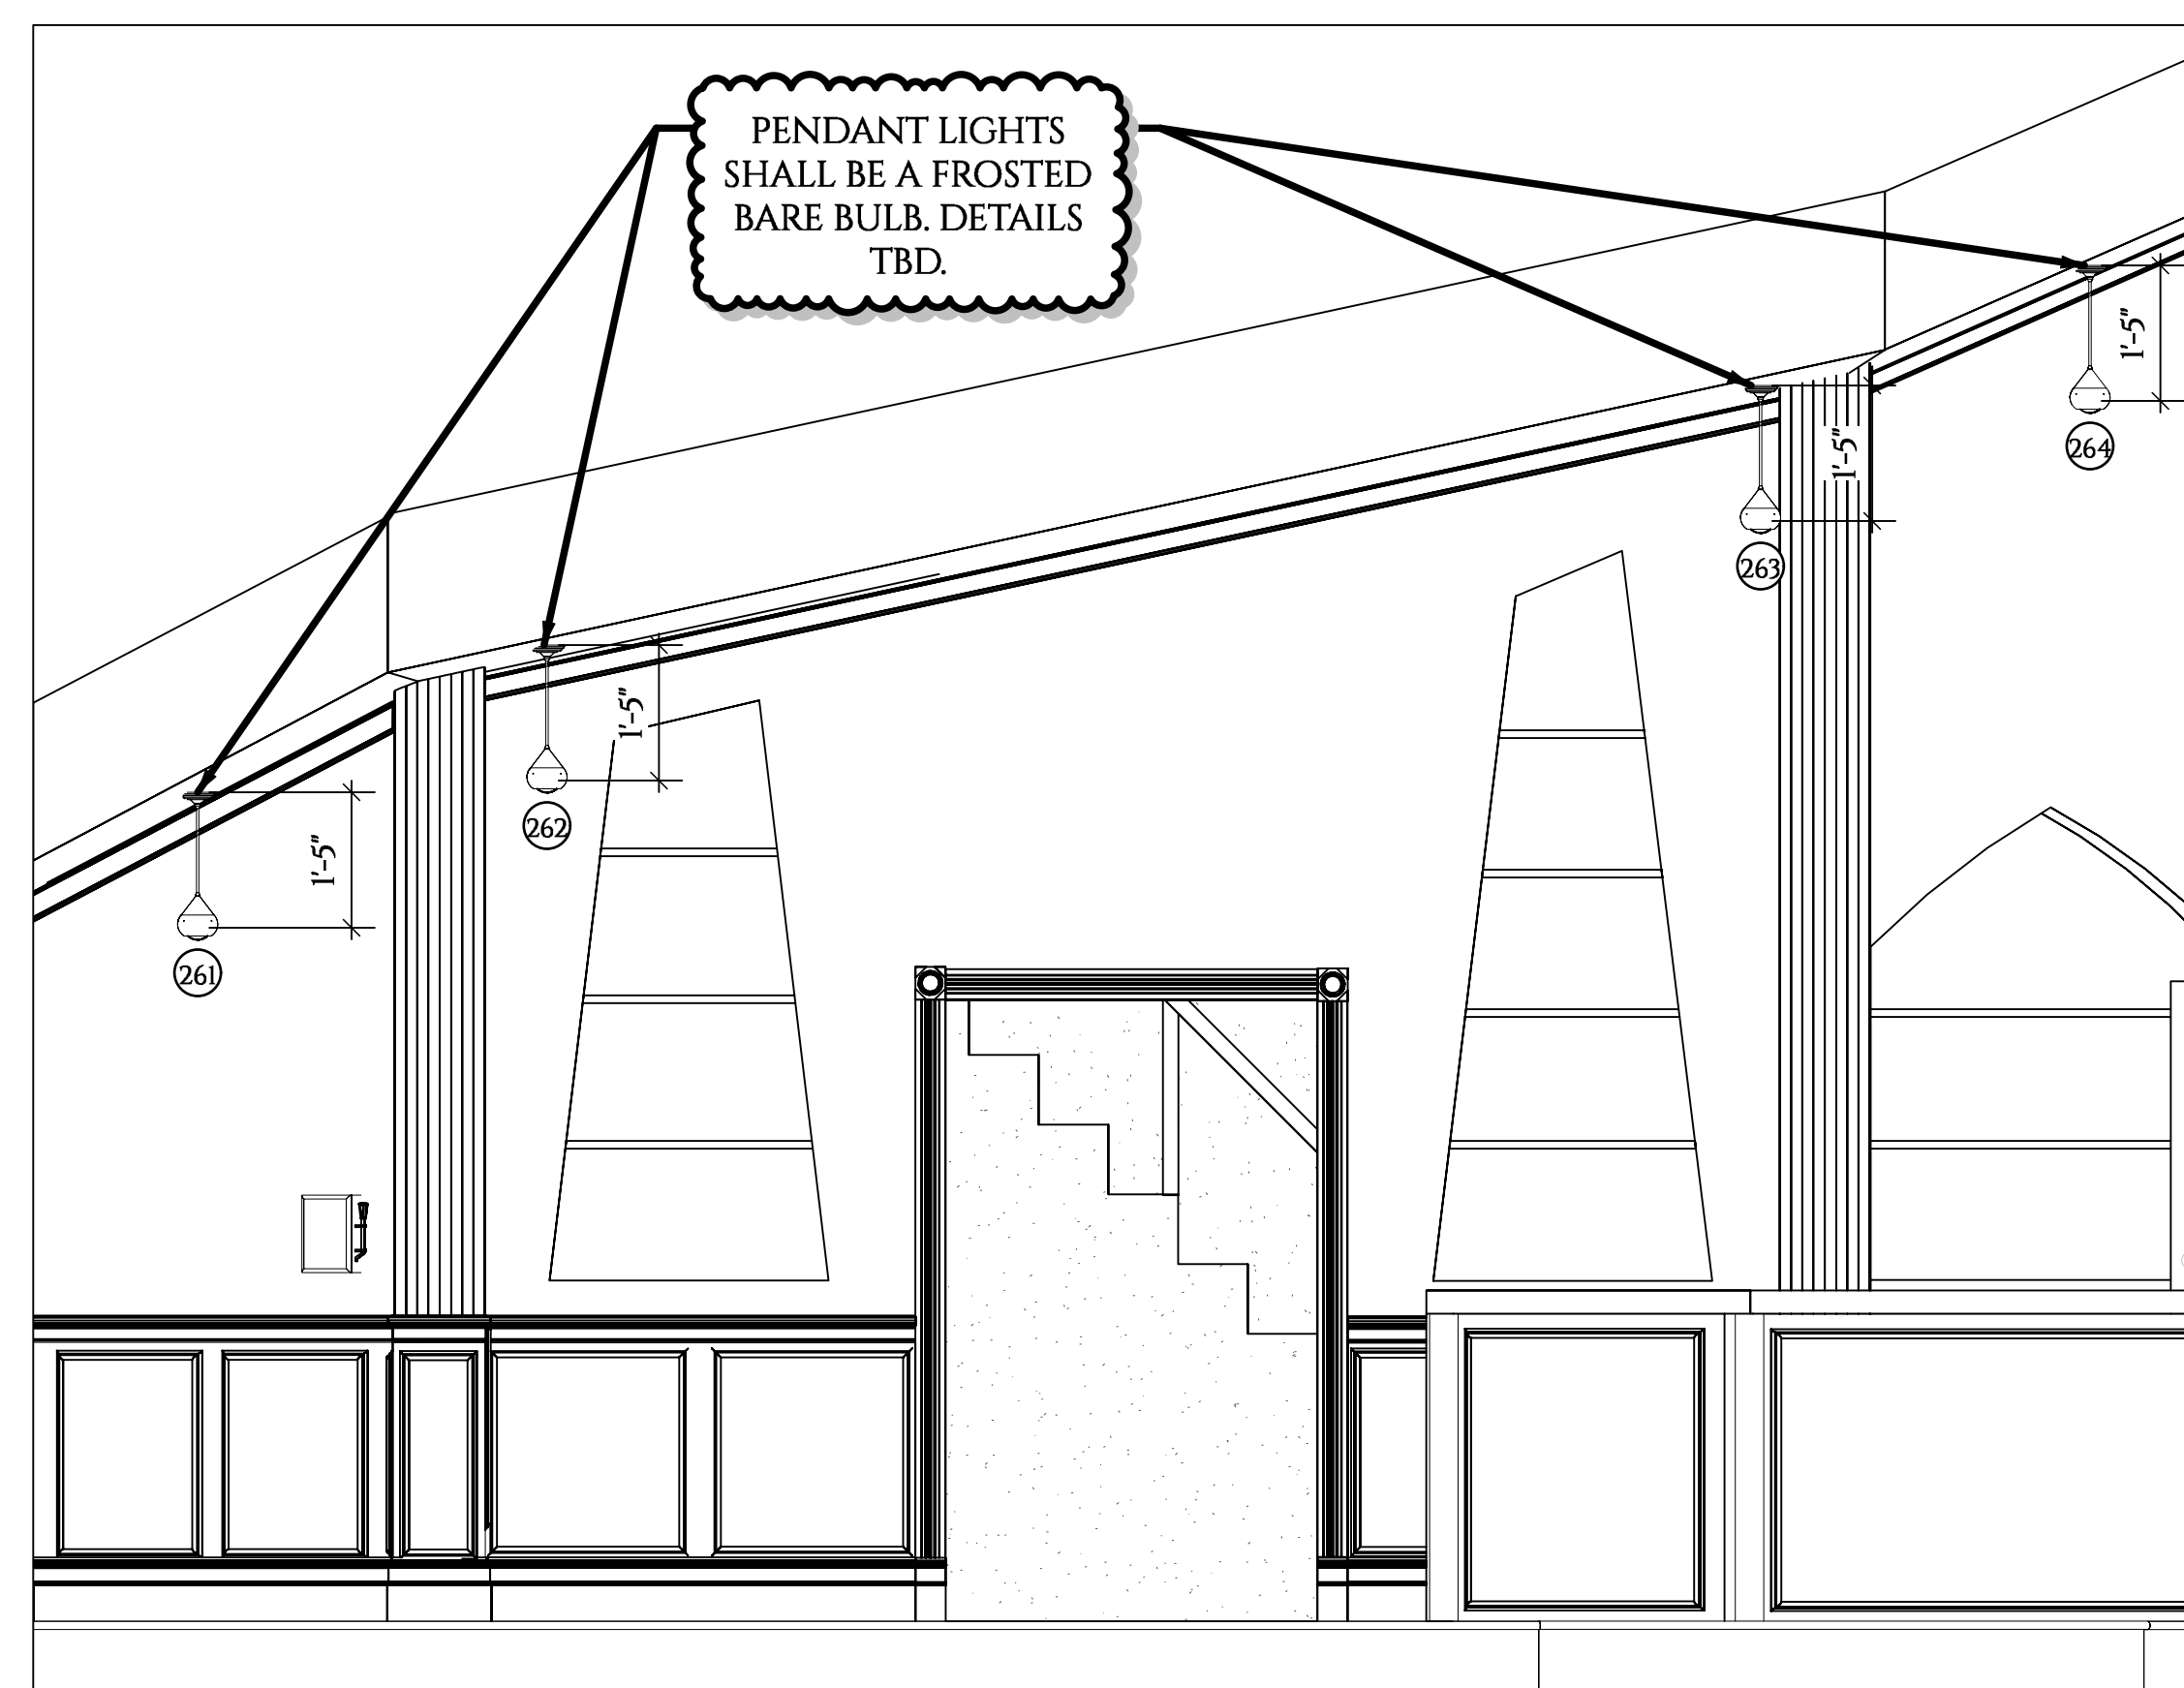 PENDANT LIGHTS
SHALL BE A FROSTED
BARE BULB. DETAILS
TBD.
1'-5"
264
1'-5"
263
1'-5"
262
1'-5"
261